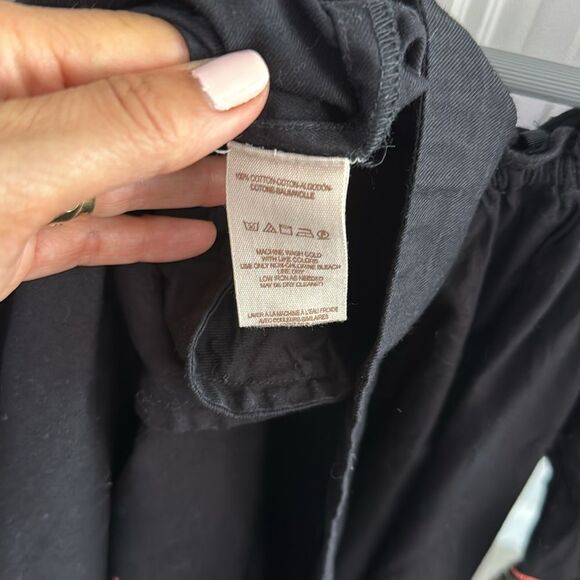 100% COTTON-COTON-ALGODÓN-
COTONE-BAUMWOLLE
MACHINE WASH COLD
WITH LIKE COLORS
USE ONLY NON-CHLORINE BLEACH
LINE DRY
LOW IRON AS NEEDED
MAY BE DRY CLEANED
LAVER A LA MACHINE À L'EAU FROIDE
AVEC COULEURS SIMILAIRES